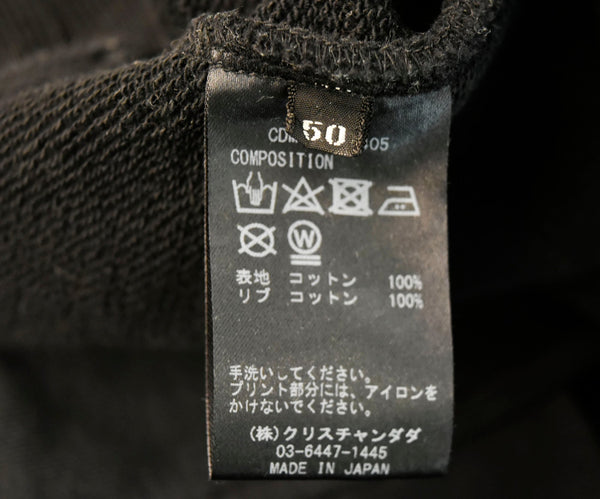 50
COMPOSITION
W
表地 コットン 100%
リブ コットン 100%
手洗いしてください。
プリント部分には、アイロンを
かけないでください。
(株)クリスチャンダダ
03-6447-1445
MADE IN JAPAN